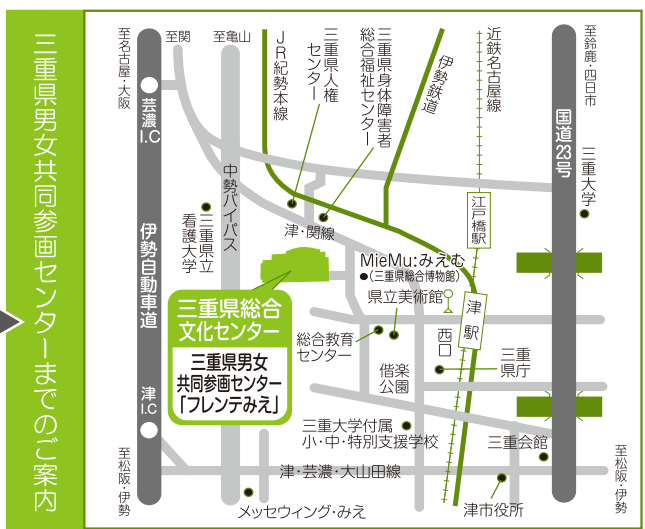 三重県男女共同参画センターまでのご案内
至名古屋・大阪
至関
至亀山
JR紀勢本線
三重県人権
センター
三重県身体障害者
総合福祉センター
伊勢鉄道
近鉄名古屋線
至鈴鹿・四日市
芸濃
I.C
国道23号
三重大学
中勢バイパス
三重県立
看護大学
江戸橋駅
津・関線
伊勢自動車道
MieMu:みえむ
(三重県総合博物館)
県立美術館
津駅
三重県総合
文化センター
三重県男女
共同参画センター
「フレンテみえ」
総合教育
センター
西口
三重
県庁
偕楽
公園
津
I.C
三重大学付属
小・中・特別支援学校
三重会館
至松阪・伊勢
津・芸濃・大山田線
至松阪・伊勢
メッセウィング・みえ
津市役所